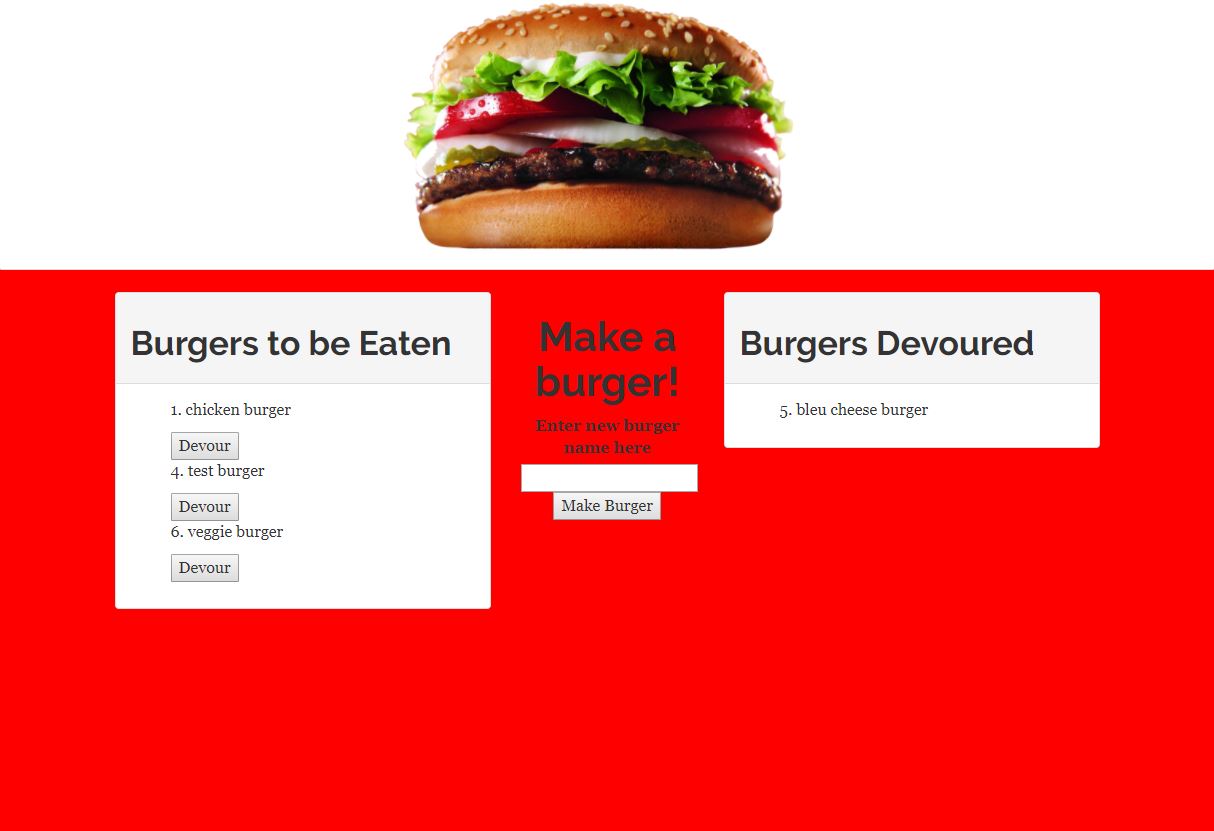 Burgers to be Eaten
1. chicken burger
Devour
4. test burger
Devour
6. veggie burger
Devour
Make a
burger!
Enter new burger
name here
Make Burger
Burgers Devoured
5. bleu cheese burger